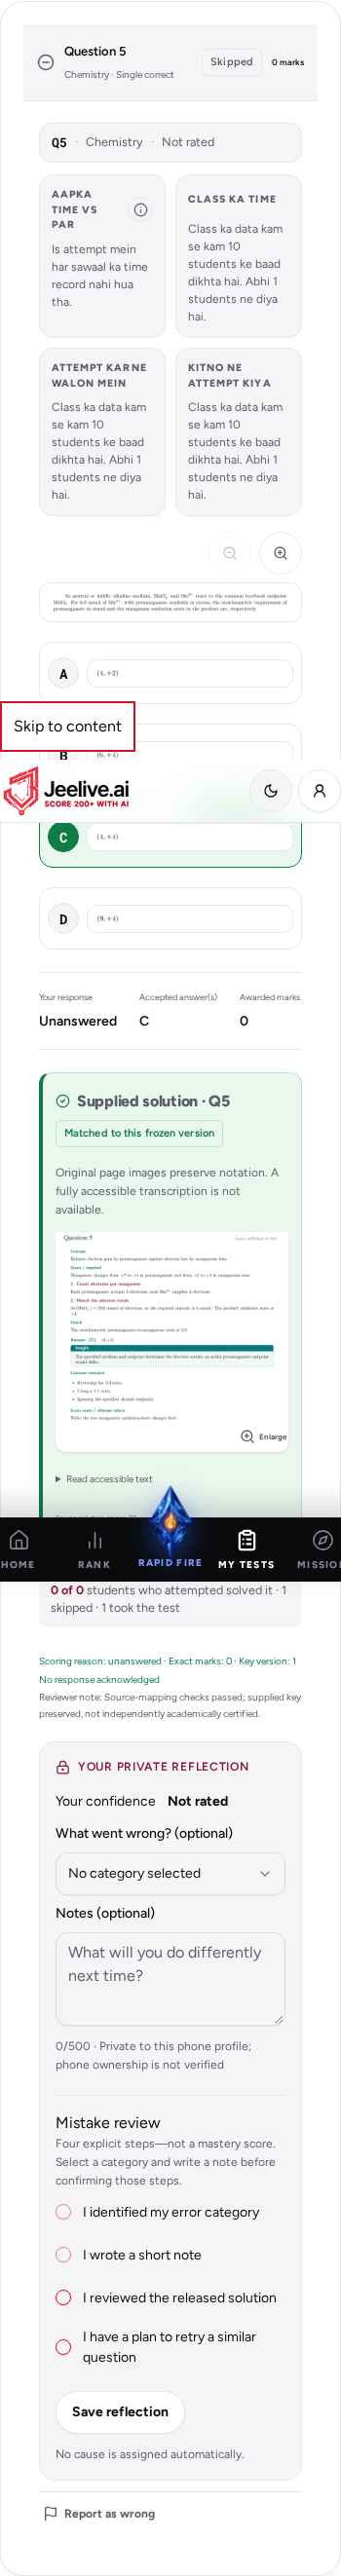 Question 5
Chemistry · Single correct
Skipped
0 marks
Q5 · Chemistry · Not rated
AAPKA
TIME VS
PAR
Is attempt mein
har sawaal ka time
record nahi hua
tha.
CLASS KA TIME
Class ka data kam
se kam 10
students ke baad
dikhta hai. Abhi 1
students ne diya
hai.
ATTEMPT KARNE
WALON MEIN
Class ka data kam
se kam 10
students ke baad
dikhta hai. Abhi 1
students ne diya
hai.
KITNO NE
ATTEMPT KIYA
Class ka data kam
se kam 10
students ke baad
dikhta hai. Abhi 1
students ne diya
hai.
A
(4, +2)
Skip to content
B
(6, +4)
Jeelive.ai
SCORE 200+ WITH AI
C
(4, +4)
D
(9, +4)
Your response
Unanswered
Accepted answer(s)
C
Awarded marks
0
Supplied solution · Q5
Matched to this frozen version
Original page images preserve notation. A
fully accessible transcription is not
available.
Question 5
Insight
Enlarge
Read accessible text
HOME
RANK
RAPID FIRE
MY TESTS
MISSION
0 of 0 students who attempted solved it · 1
skipped · 1 took the test
Scoring reason: unanswered · Exact marks: 0 · Key version: 1
No response acknowledged
Reviewer note: Source-mapping checks passed; supplied key
preserved, not independently academically certified.
YOUR PRIVATE REFLECTION
Your confidence Not rated
What went wrong? (optional)
No category selected
Notes (optional)
What will you do differently
next time?
0/500 · Private to this phone profile;
phone ownership is not verified
Mistake review
Four explicit steps—not a mastery score.
Select a category and write a note before
confirming those steps.
I identified my error category
I wrote a short note
I reviewed the released solution
I have a plan to retry a similar
question
Save reflection
No cause is assigned automatically.
Report as wrong